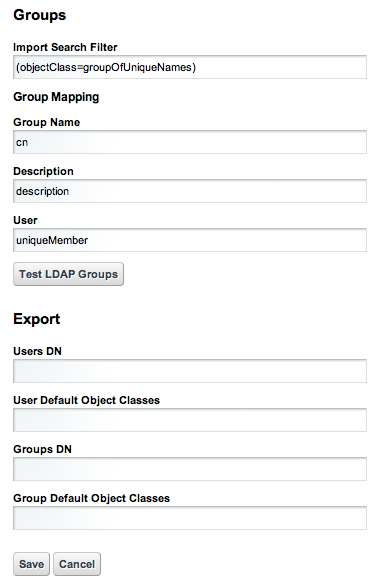 Groups
Import Search Filter
(objectClass=groupOfUniqueNames)
Group Mapping
Group Name
cn
Description
description
User
uniqueMember
Test LDAP Groups
Export
Users DN
User Default Object Classes
Groups DN
Group Default Object Classes
Save Cancel